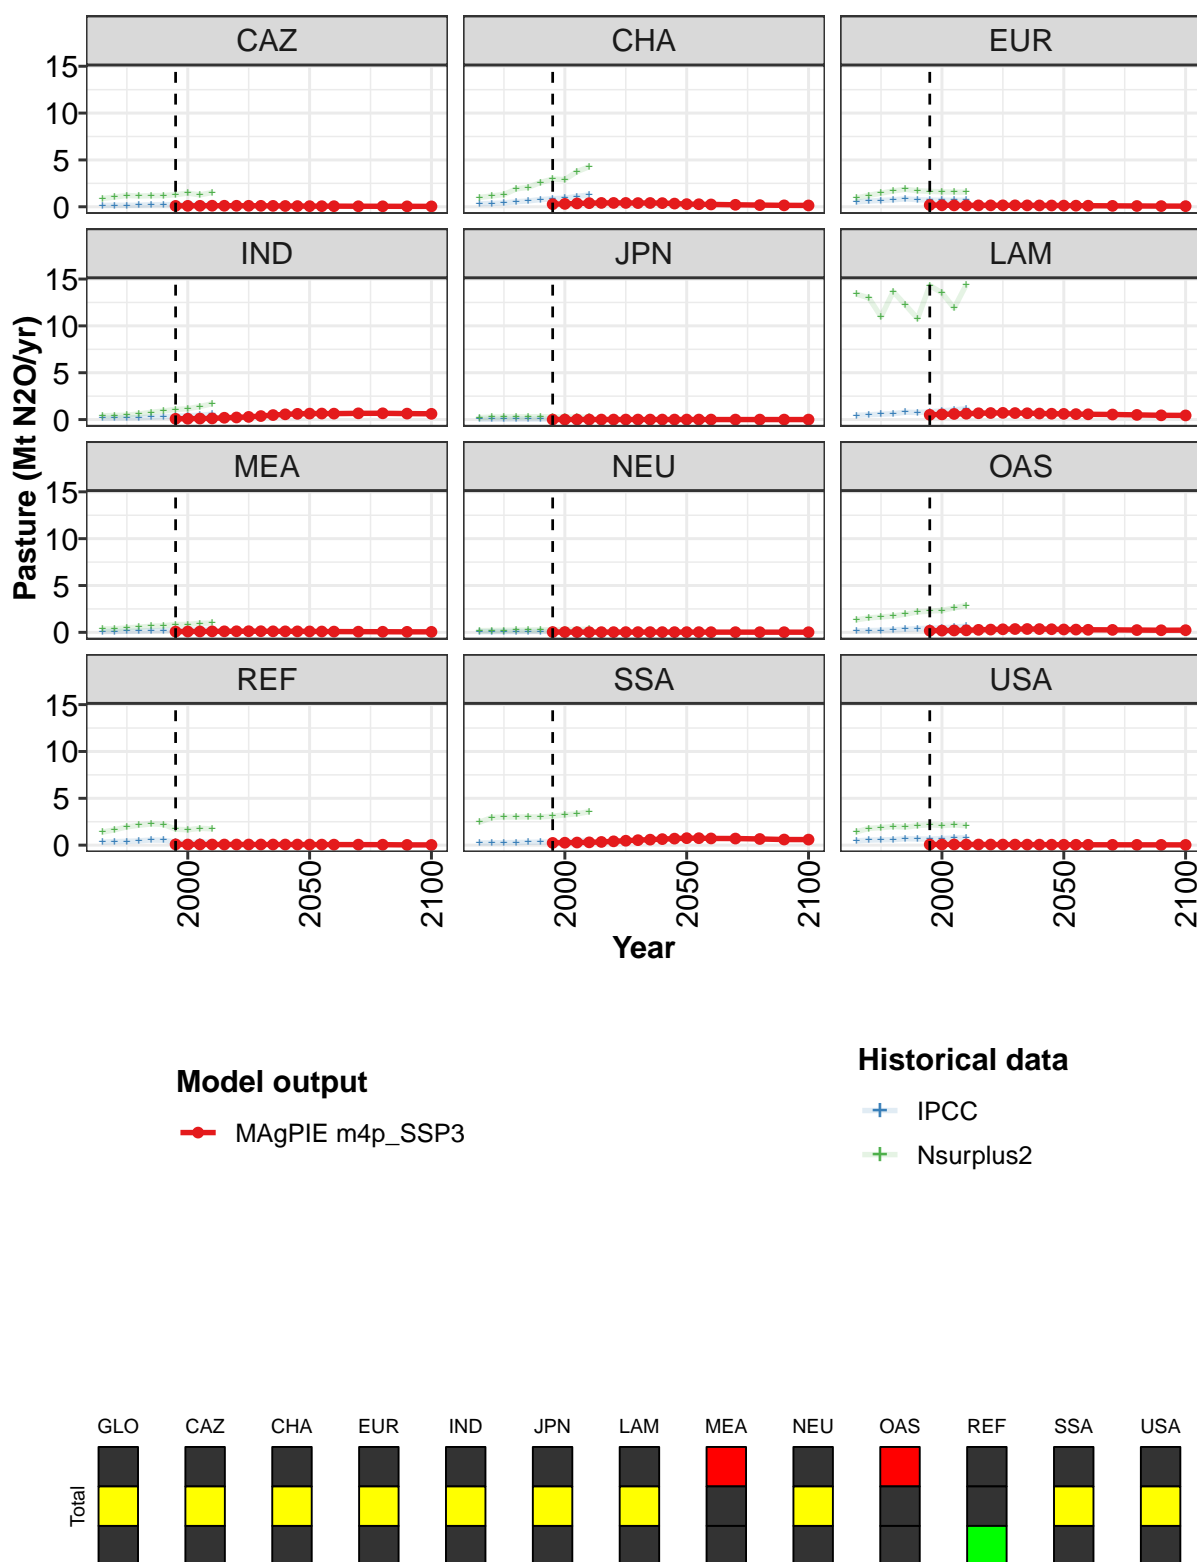 CAZ CHA EUR
15
10
5
0
IND JPN LAM
15
10
5
0
MEA NEU OAS
15
10
5
0
REF SSA USA
15
10
5
0
2000 2050 2100 2000 2050 2100 2000 2050 2100
Year
Pasture (Mt N2O/yr)
Model output
MAgPIE m4p_SSP3
Historical data
IPCC
Nsurplus2
GLO CAZ CHA EUR IND JPN LAM MEA NEU OAS REF SSA USA
Total